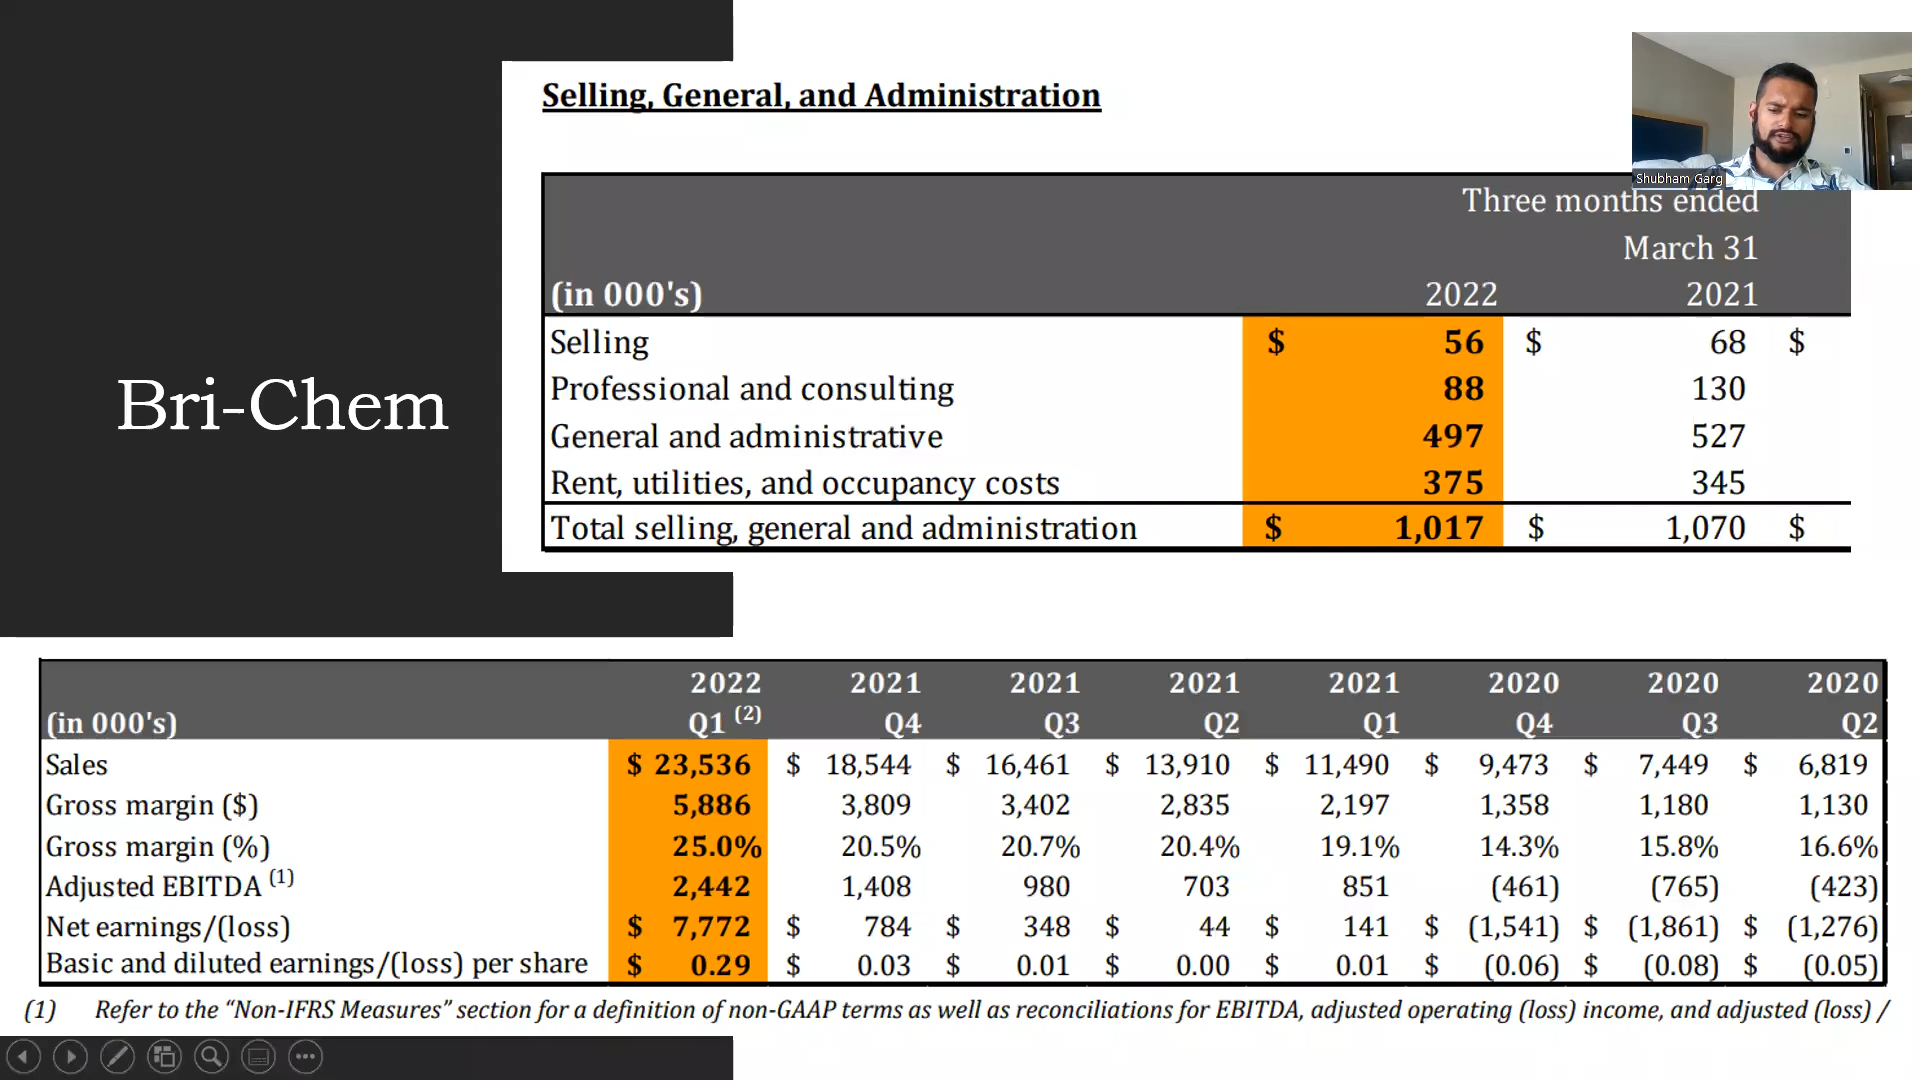 Bri-Chem
Selling, General, and Administration
Shubham Garg
Three months ended
March 31
(in 000's) 2022 2021
Selling $ 56 $ 68 $
Professional and consulting 88 130
General and administrative 497 527
Rent, utilities, and occupancy costs 375 345
Total selling, general and administration $ 1,017 $ 1,070 $
2022 2021 2021 2021 2021 2020 2020 2020
(in 000's) Q1 (2) Q4 Q3 Q2 Q1 Q4 Q3 Q2
Sales $ 23,536 $ 18,544 $ 16,461 $ 13,910 $ 11,490 $ 9,473 $ 7,449 $ 6,819
Gross margin ($) 5,886 3,809 3,402 2,835 2,197 1,358 1,180 1,130
Gross margin (%) 25.0% 20.5% 20.7% 20.4% 19.1% 14.3% 15.8% 16.6%
Adjusted EBITDA (1) 2,442 1,408 980 703 851 (461) (765) (423)
Net earnings/(loss) $ 7,772 $ 784 $ 348 $ 44 $ 141 $ (1,541) $ (1,861) $ (1,276)
Basic and diluted earnings/(loss) per share $ 0.29 $ 0.03 $ 0.01 $ 0.00 $ 0.01 $ (0.06) $ (0.08) $ (0.05)
(1) Refer to the “Non-IFRS Measures” section for a definition of non-GAAP terms as well as reconciliations for EBITDA, adjusted operating (loss) income, and adjusted (loss) /